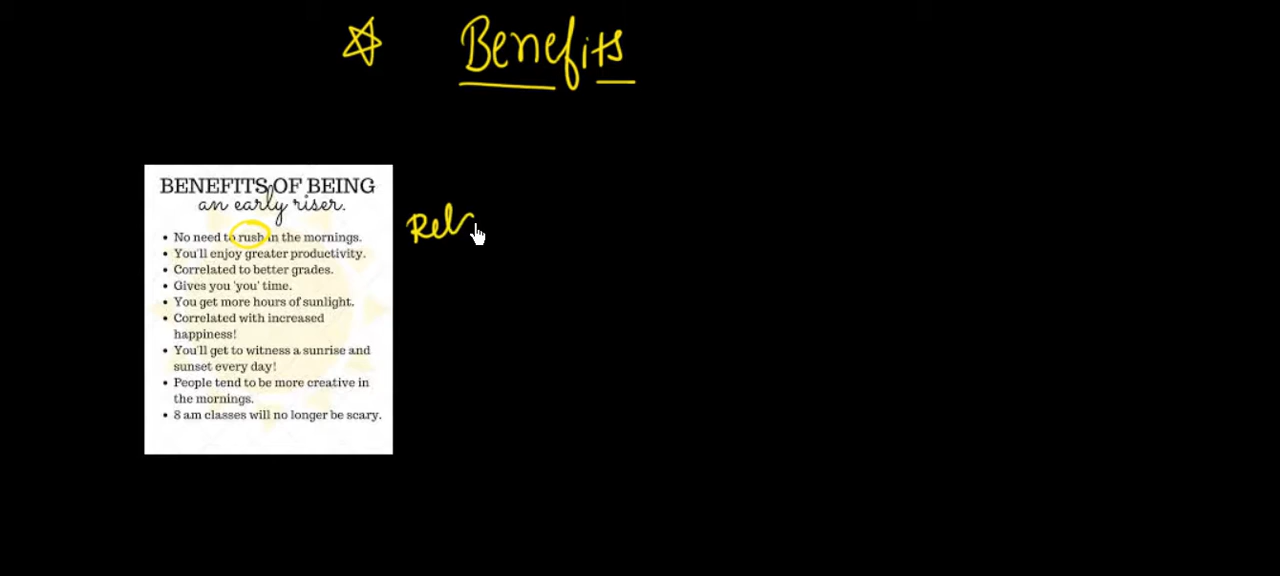 Benefits
BENEFITS OF BEING
an early riser.
• No need to rush in the mornings.
• You'll enjoy greater productivity.
• Correlated to better grades.
• Gives you 'you' time.
• You get more hours of sunlight.
• Correlated with increased
happiness!
• You'll get to witness a sunrise and
sunset every day!
• People tend to be more creative in
the mornings.
• 8 am classes will no longer be scary.